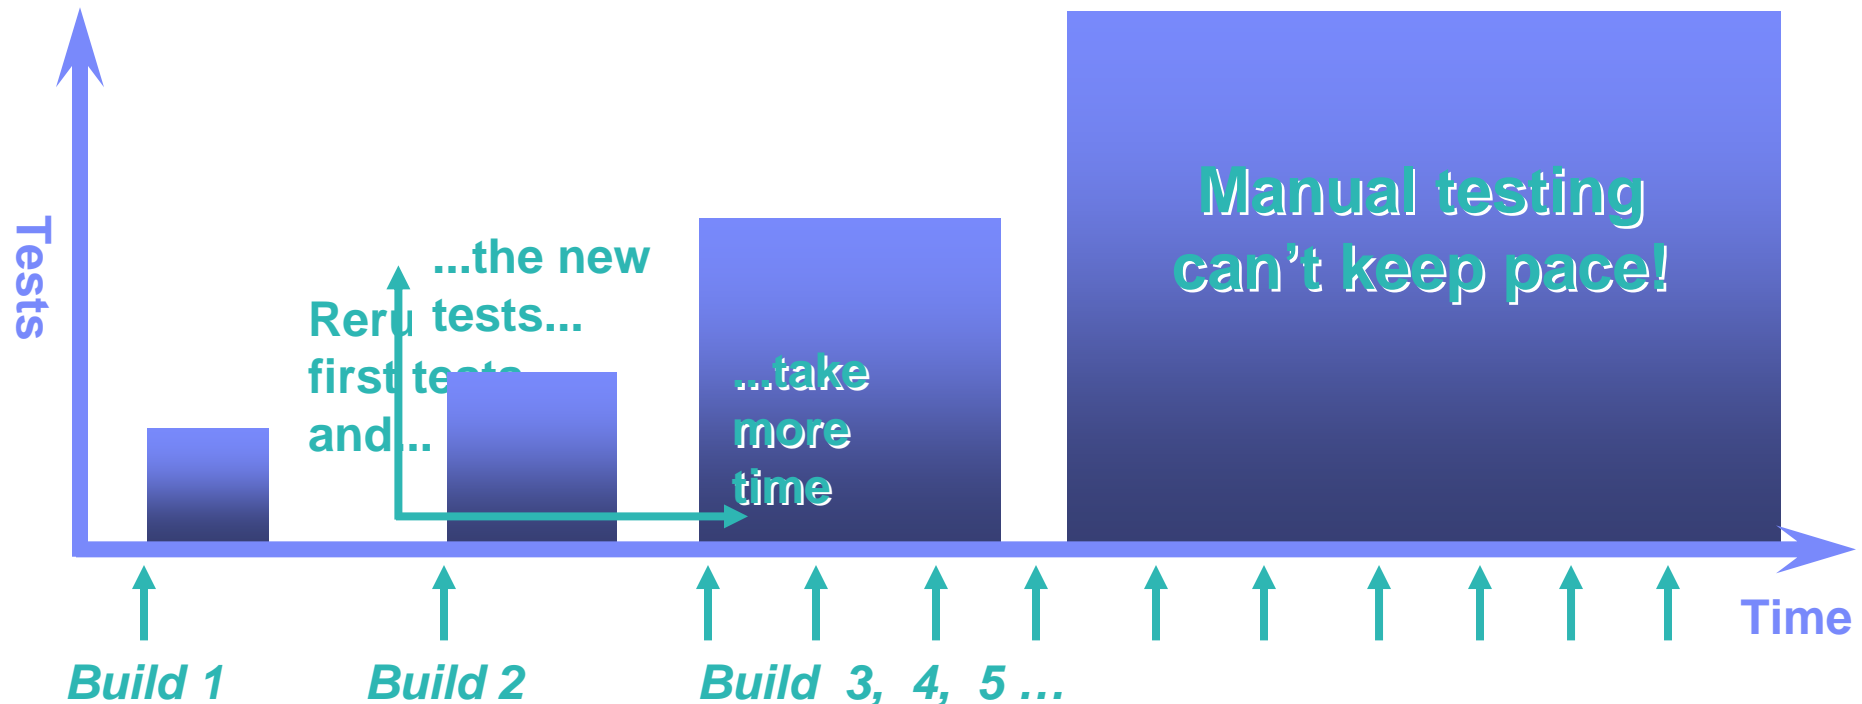 Tests
Reru
first tests
and...
...the new
tests...
...take
more
time
Manual testing
can’t keep pace!
Time
Build 1
Build 2
Build 3, 4, 5 ...